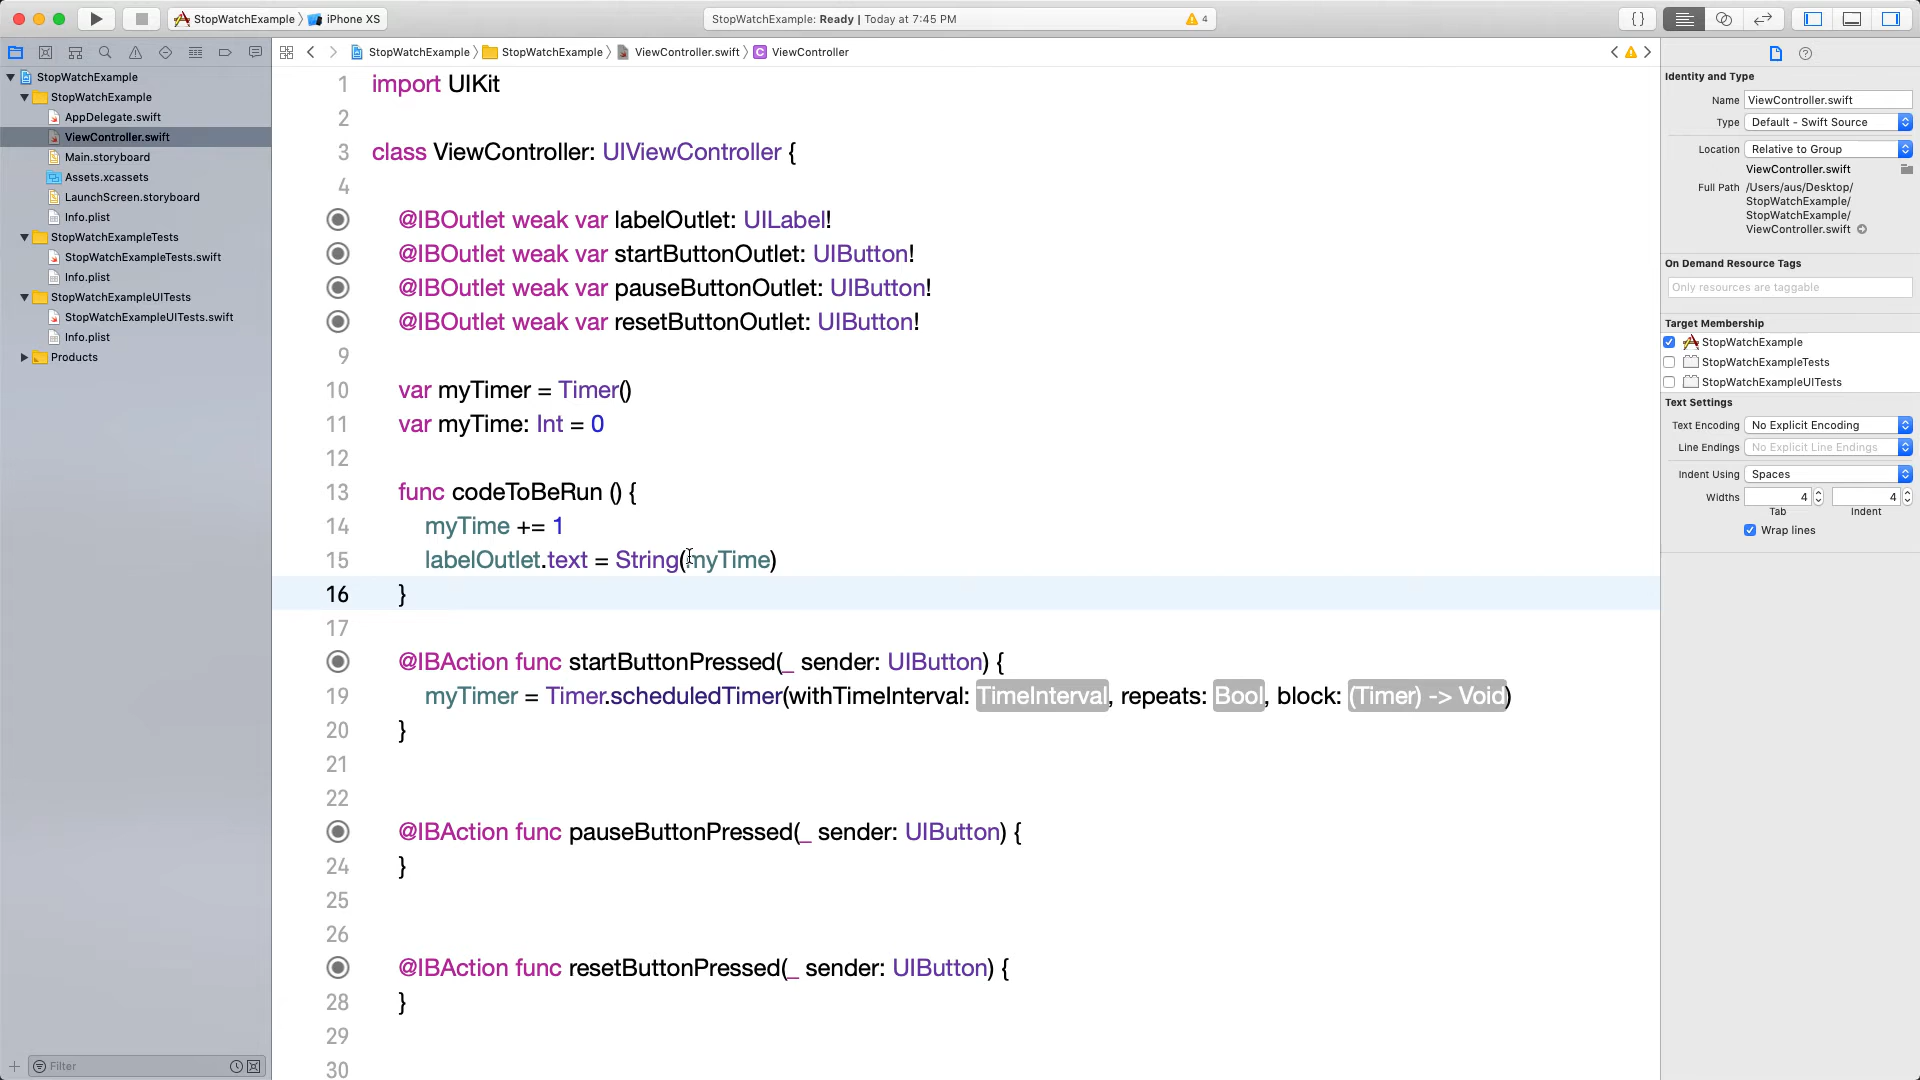 StopWatchExample 〉 iPhone XS
StopWatchExample: Ready | Today at 7:45 PM
4
{ }
StopWatchExample 〉 StopWatchExample 〉 ViewController.swift 〉 C ViewController
StopWatchExample
StopWatchExample
AppDelegate.swift
ViewController.swift
Main.storyboard
Assets.xcassets
LaunchScreen.storyboard
Info.plist
StopWatchExampleTests
StopWatchExampleTests.swift
Info.plist
StopWatchExampleUITests
StopWatchExampleUITests.swift
Info.plist
Products
Filter
1 import UIKit
2
3 class ViewController: UIViewController {
4
@IBOutlet weak var labelOutlet: UILabel!
@IBOutlet weak var startButtonOutlet: UIButton!
@IBOutlet weak var pauseButtonOutlet: UIButton!
@IBOutlet weak var resetButtonOutlet: UIButton!
9
10 var myTimer = Timer()
11 var myTime: Int = 0
12
13 func codeToBeRun () {
14 myTime += 1
15 labelOutlet.text = String(myTime)
16 }
17
@IBAction func startButtonPressed(_ sender: UIButton) {
19 myTimer = Timer.scheduledTimer(withTimeInterval: TimeInterval, repeats: Bool, block: (Timer) -> Void)
20 }
21
22
@IBAction func pauseButtonPressed(_ sender: UIButton) {
24 }
25
26
@IBAction func resetButtonPressed(_ sender: UIButton) {
28 }
29
30
Identity and Type
Name ViewController.swift
Type Default - Swift Source
Location Relative to Group
ViewController.swift
Full Path /Users/aus/Desktop/
StopWatchExample/
StopWatchExample/
ViewController.swift
On Demand Resource Tags
Only resources are taggable
Target Membership
StopWatchExample
StopWatchExampleTests
StopWatchExampleUITests
Text Settings
Text Encoding No Explicit Encoding
Line Endings No Explicit Line Endings
Indent Using Spaces
Widths 4 4
Tab Indent
Wrap lines